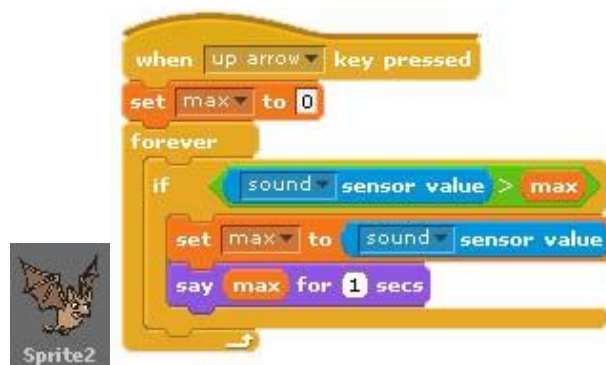 when up arrow key pressed
set max to 0
forever
if sound sensor value > max
set max to sound sensor value
say max for 1 secs
Sprite2